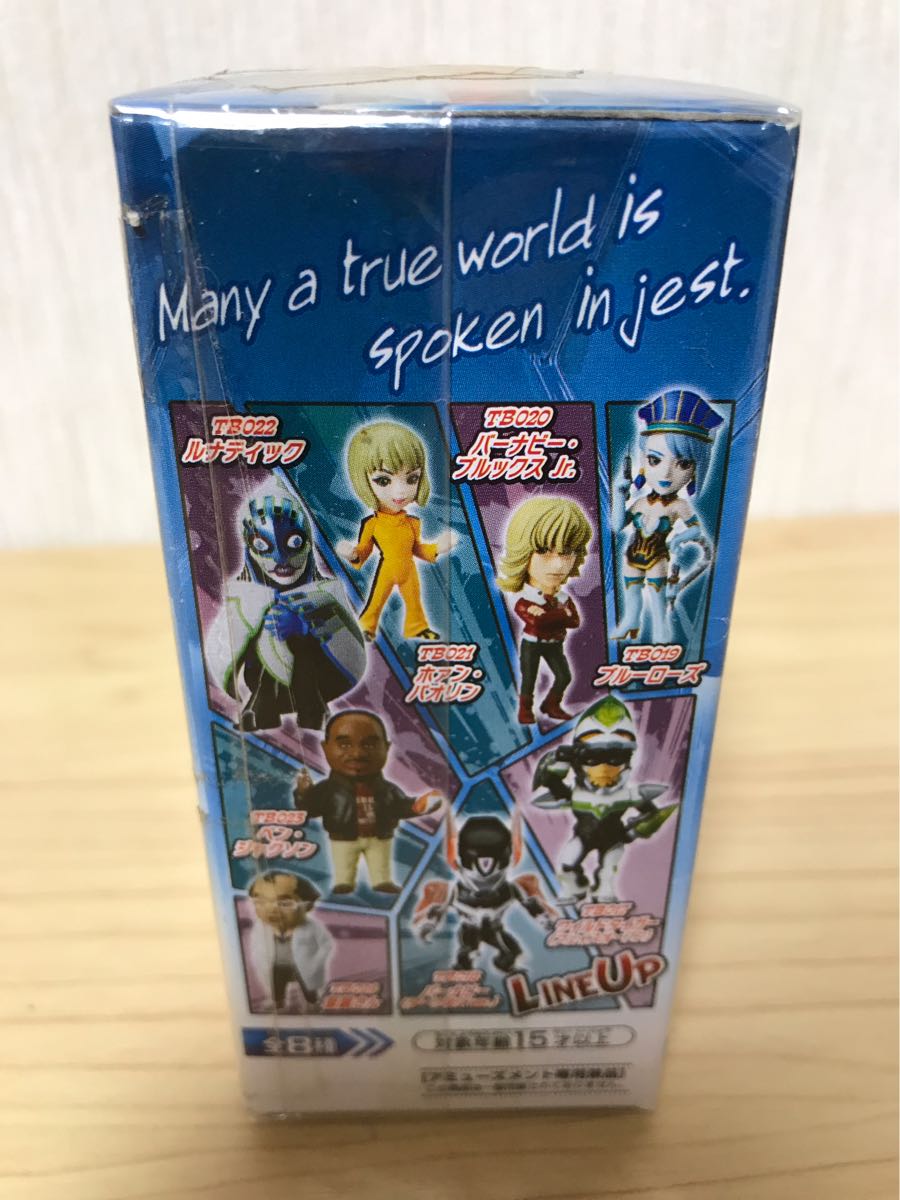 Many a true world is
spoken in jest.
TB022
ルナティック
TB020
バーナビー・
ブルックス Jr.
TB021
ホァン・
パオリン
TB019
ブルーローズ
TB023
ベン・
ジャクソン
LINE UP
全8種
対象年齢15才以上
[アミューズメント専用景品]